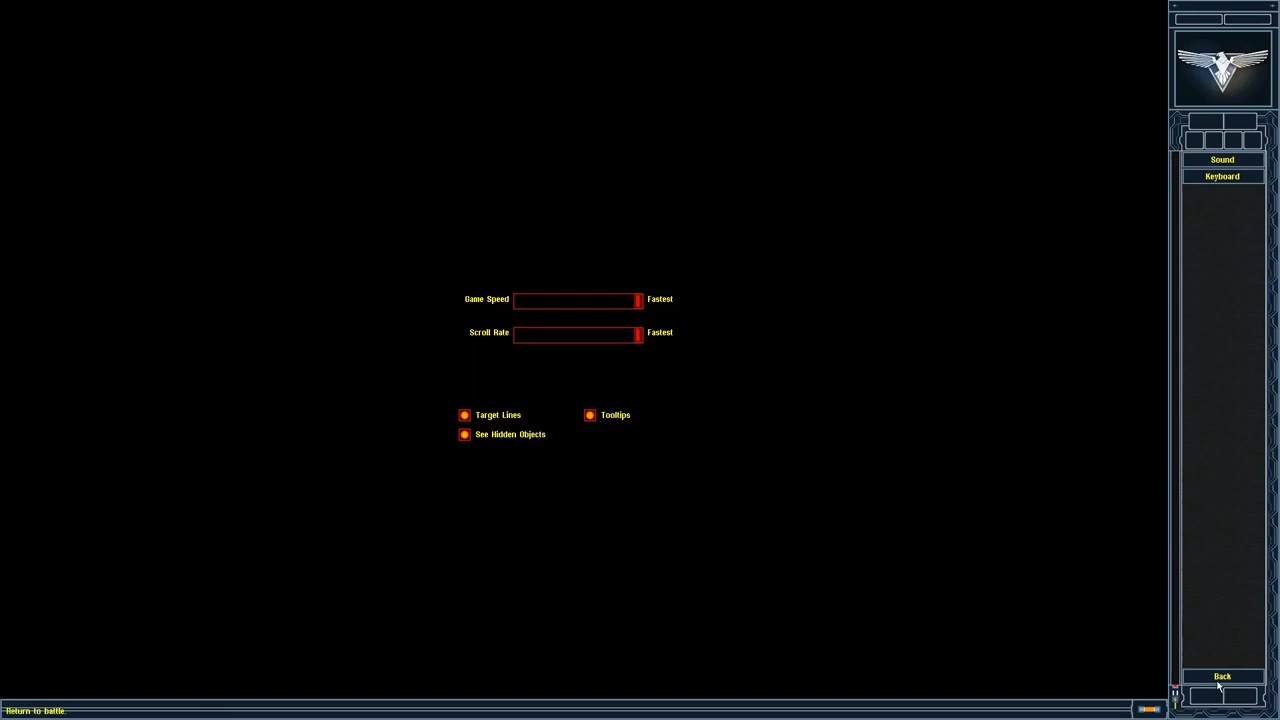 Sound
Keyboard
Game Speed Fastest
Scroll Rate Fastest
Target Lines Tooltips
See Hidden Objects
Back
Return to battle.